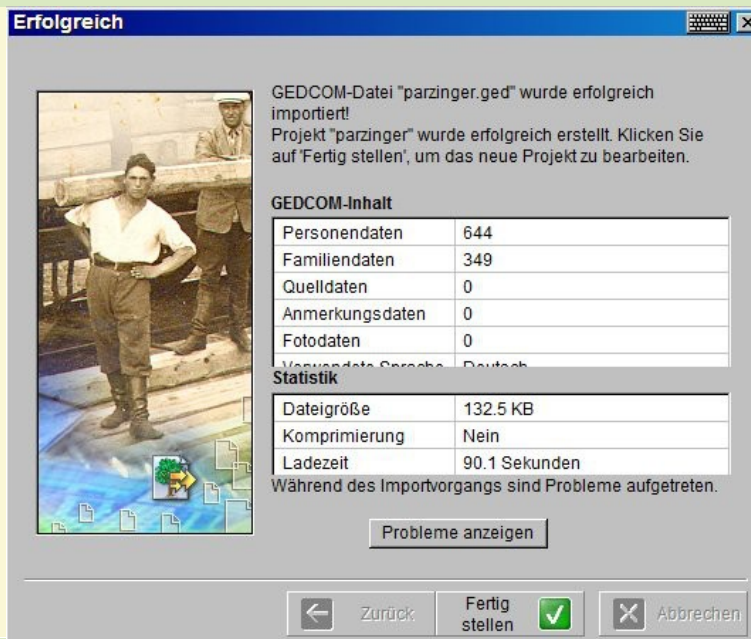 Erfolgreich
GEDCOM-Datei "parzinger.ged" wurde erfolgreich
importiert!
Projekt "parzinger" wurde erfolgreich erstellt. Klicken Sie
auf 'Fertig stellen', um das neue Projekt zu bearbeiten.
GEDCOM-Inhalt
Personendaten 644
Familiendaten 349
Quelldaten 0
Anmerkungsdaten 0
Fotodaten 0
Verwendete Sprache Deutsch
Statistik
Dateigröße 132.5 KB
Komprimierung Nein
Ladezeit 90.1 Sekunden
Während des Importvorgangs sind Probleme aufgetreten.
Probleme anzeigen
Zurück
Fertig
stellen
Abbrechen